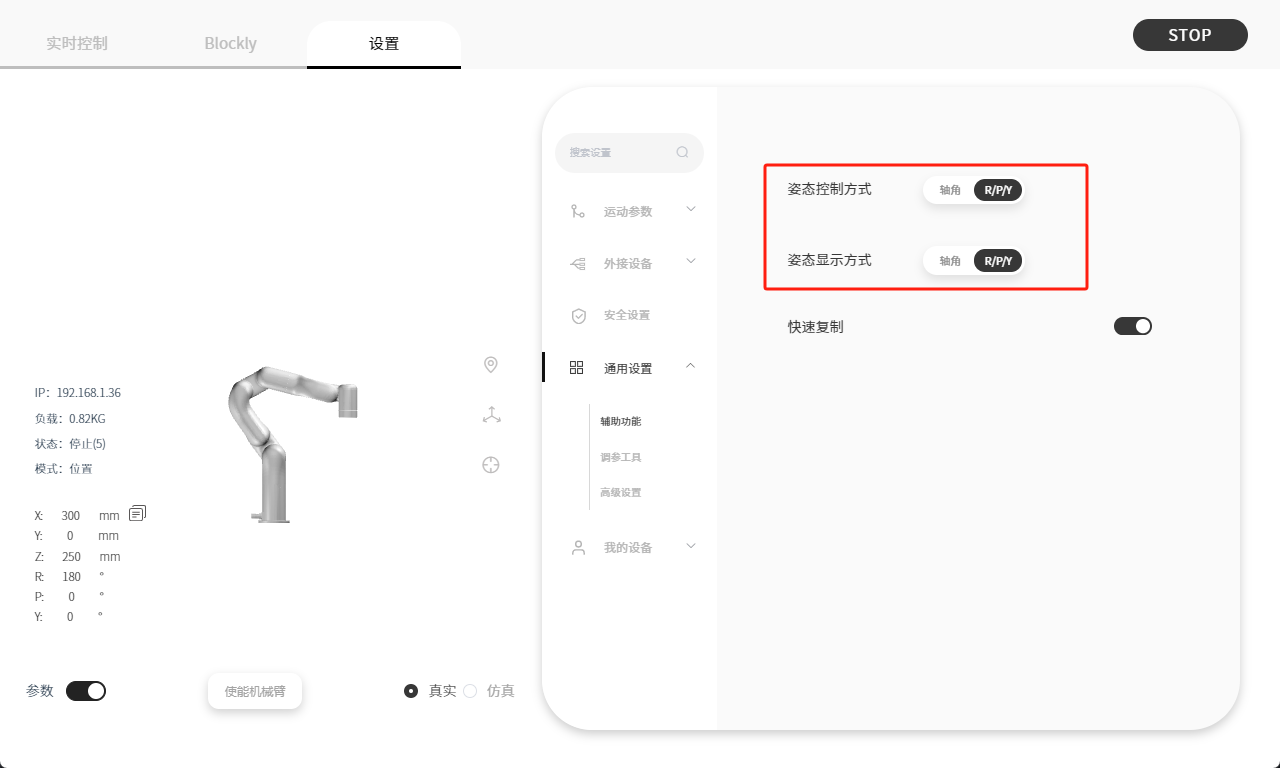 实时控制
Blockly
设置
STOP
IP：192.168.1.36
负载：0.82KG
状态：停止(5)
模式：位置
X: 300 mm
Y: 0 mm
Z: 250 mm
R: 180 °
P: 0 °
Y: 0 °
参数
使能机械臂
真实
仿真
搜索设置
运动参数
外接设备
安全设置
通用设置
辅助功能
调参工具
高级设置
我的设备
姿态控制方式 轴角 R/P/Y
姿态显示方式 轴角 R/P/Y
快速复制